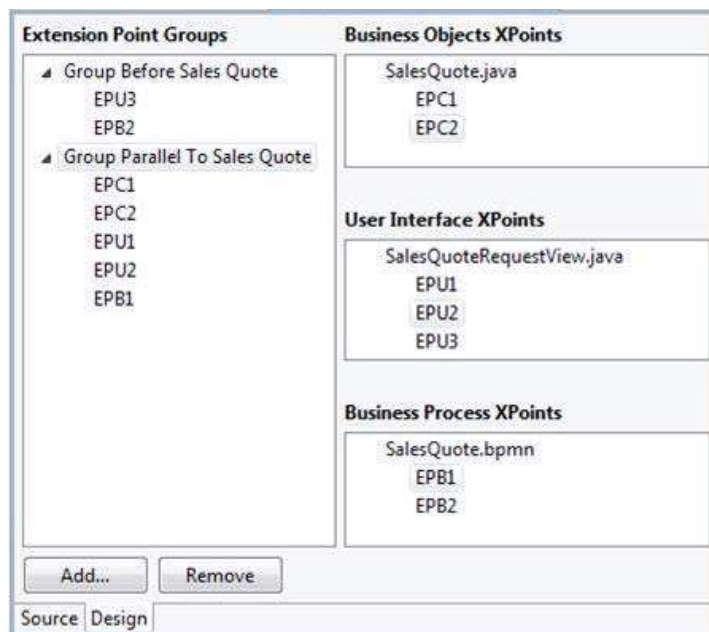 Extension Point Groups
Group Before Sales Quote
EPU3
EPB2
Group Parallel To Sales Quote
EPC1
EPC2
EPU1
EPU2
EPB1
Business Objects XPoints
SalesQuote.java
EPC1
EPC2
User Interface XPoints
SalesQuoteRequestView.java
EPU1
EPU2
EPU3
Business Process XPoints
SalesQuote.bpmn
EPB1
EPB2
Add... Remove
Source Design